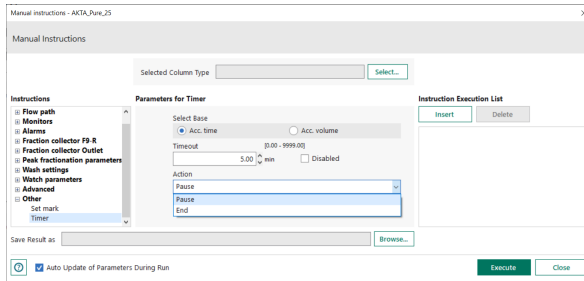 Manual instructions - AKTA_Pure_25
Manual Instructions
Selected Column Type
Select...
Instructions
Flow path
Monitors
Alarms
Fraction collector F9-R
Fraction collector Outlet
Peak fractionation parameters
Wash settings
Watch parameters
Advanced
Other
Set mark
Timer
Parameters for Timer
Select Base
Acc. time Acc. volume
Timeout [0.00 - 9999.00]
5.00 min Disabled
Action
Pause
Pause
End
Instruction Execution List
Insert Delete
Save Result as Browse...
? Auto Update of Parameters During Run Execute Close